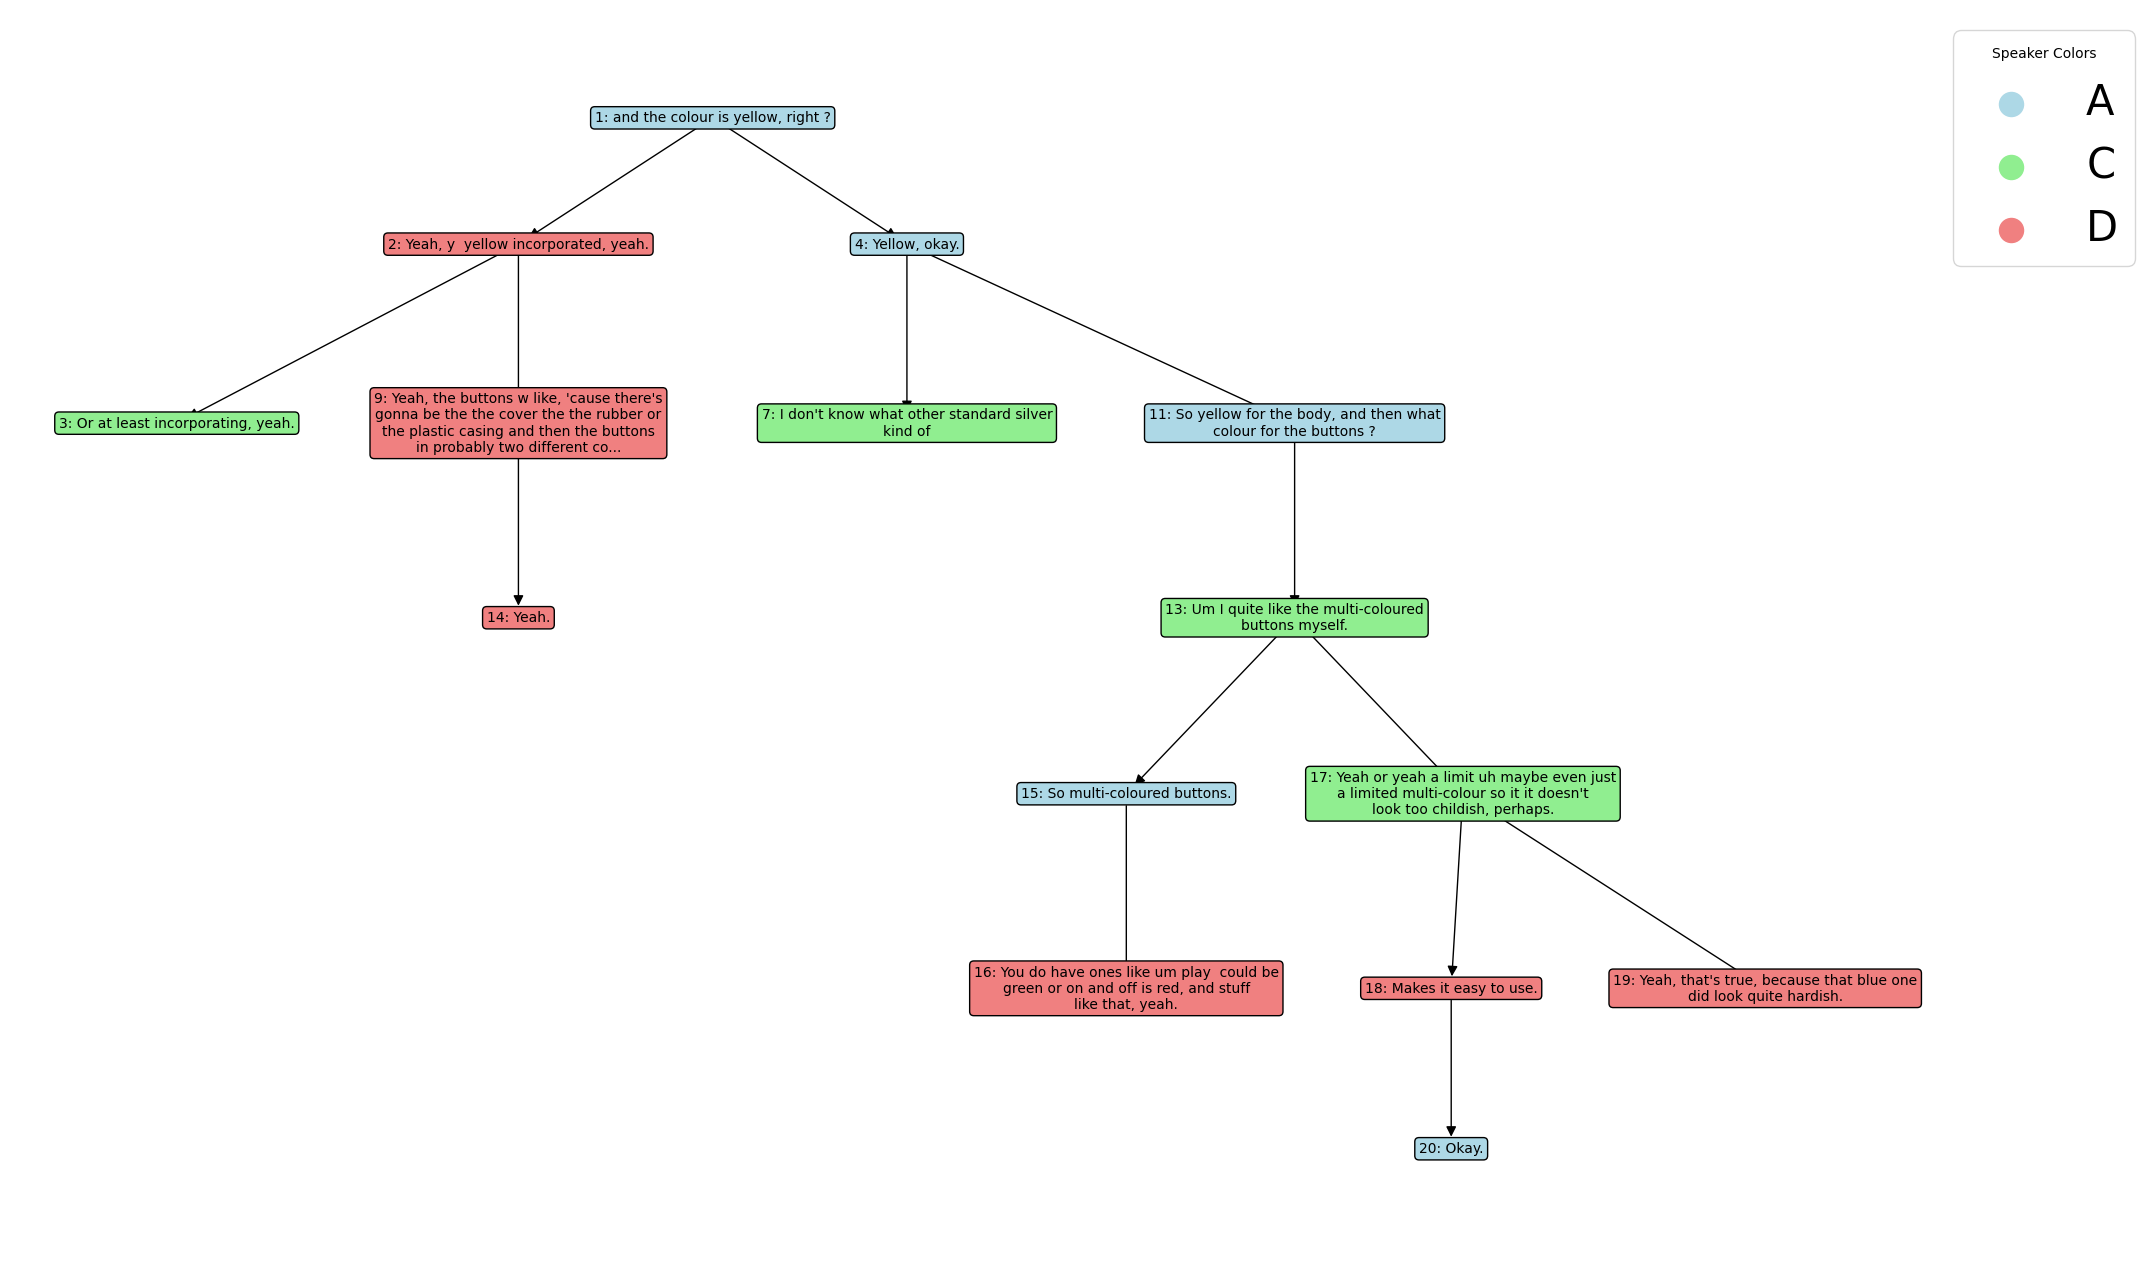 Speaker Colors
A
C
D
1: and the colour is yellow, right ?
2: Yeah, y  yellow incorporated, yeah.
4: Yellow, okay.
3: Or at least incorporating, yeah.
9: Yeah, the buttons w like, 'cause there's
gonna be the the cover the the rubber or
the plastic casing and then the buttons
in probably two different co...
7: I don't know what other standard silver
kind of
11: So yellow for the body, and then what
colour for the buttons ?
14: Yeah.
13: Um I quite like the multi-coloured
buttons myself.
15: So multi-coloured buttons.
17: Yeah or yeah a limit uh maybe even just
a limited multi-colour so it it doesn't
look too childish, perhaps.
16: You do have ones like um play  could be
green or on and off is red, and stuff
like that, yeah.
18: Makes it easy to use.
19: Yeah, that's true, because that blue one
did look quite hardish.
20: Okay.